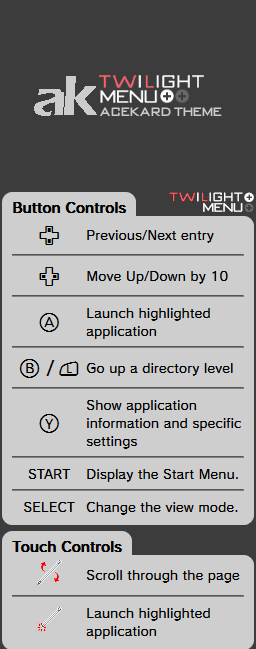 ak TWILIGHT
MENU++
ACEKARD THEME
TWILIGHT
MENU++
Button Controls
Previous/Next entry
Move Up/Down by 10
A Launch highlighted
application
B / L Go up a directory level
Show application
Y information and specific
settings
START Display the Start Menu.
SELECT Change the view mode.
Touch Controls
Scroll through the page
Launch highlighted
application